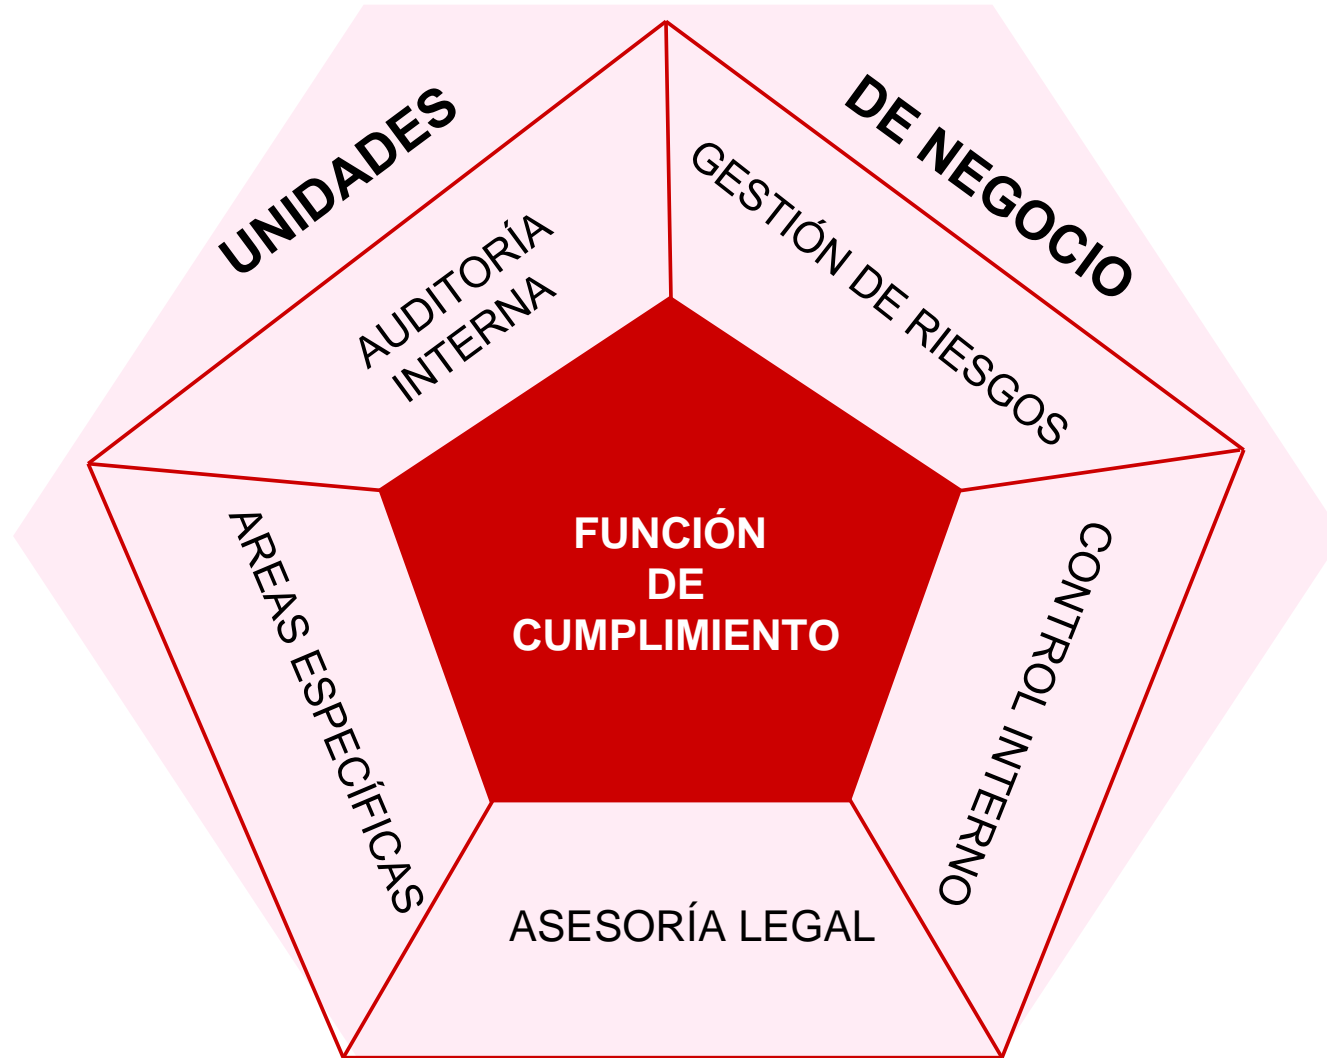 UNIDADES
DE NEGOCIO
AUDITORÍA
INTERNA
GESTIÓN DE RIESGOS
FUNCIÓN
DE
CUMPLIMIENTO
AREAS ESPECÍFICAS
CONTROL INTERNO
ASESORÍA LEGAL